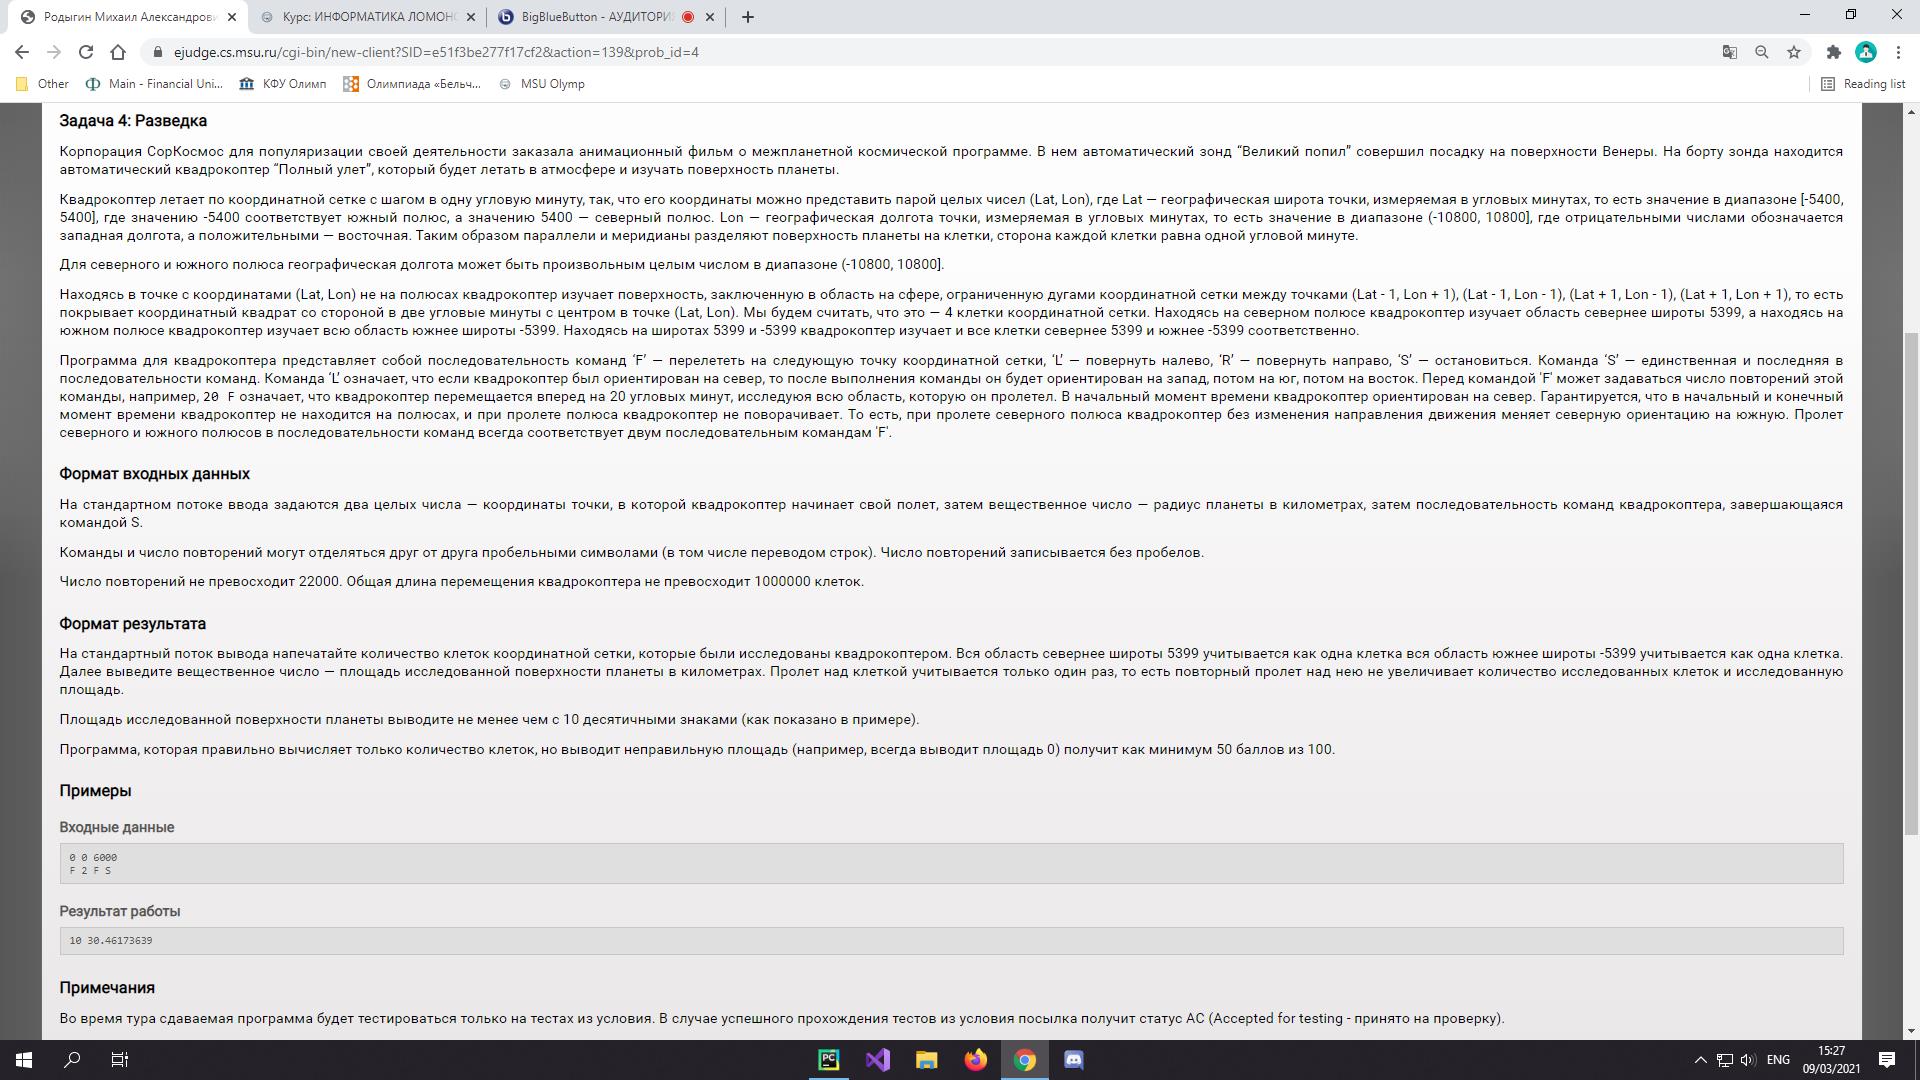 Родыгин Михаил Александрови
Курс: ИНФОРМАТИКА ЛОМОНО
BigBlueButton - АУДИТОРИЯ
ejudge.cs.msu.ru/cgi-bin/new-client?SID=e51f3be277f17cf2&action=139&prob_id=4
Other
Main - Financial Uni...
КФУ Олимп
Олимпиада «Бельч...
MSU Olymp
Reading list
Задача 4: Разведка
Корпорация СорКосмос для популяризации своей деятельности заказала анимационный фильм о межпланетной космической программе. В нем автоматический зонд “Великий попил” совершил посадку на поверхности Венеры. На борту зонда находится
автоматический квадрокоптер “Полный улет”, который будет летать в атмосфере и изучать поверхность планеты.
Квадрокоптер летает по координатной сетке с шагом в одну угловую минуту, так, что его координаты можно представить парой целых чисел (Lat, Lon), где Lat — географическая широта точки, измеряемая в угловых минутах, то есть значение в диапазоне [-5400,
5400], где значению -5400 соответствует южный полюс, а значению 5400 — северный полюс. Lon — географическая долгота точки, измеряемая в угловых минутах, то есть значение в диапазоне (-10800, 10800], где отрицательными числами обозначается
западная долгота, а положительными — восточная. Таким образом параллели и меридианы разделяют поверхность планеты на клетки, сторона каждой клетки равна одной угловой минуте.
Для северного и южного полюса географическая долгота может быть произвольным целым числом в диапазоне (-10800, 10800].
Находясь в точке с координатами (Lat, Lon) не на полюсах квадрокоптер изучает поверхность, заключенную в область на сфере, ограниченную дугами координатной сетки между точками (Lat - 1, Lon + 1), (Lat - 1, Lon - 1), (Lat + 1, Lon - 1), (Lat + 1, Lon + 1), то есть
покрывает координатный квадрат со стороной в две угловые минуты с центром в точке (Lat, Lon). Мы будем считать, что это — 4 клетки координатной сетки. Находясь на северном полюсе квадрокоптер изучает область севернее широты 5399, а находясь на
южном полюсе квадрокоптер изучает всю область южнее широты -5399. Находясь на широтах 5399 и -5399 квадрокоптер изучает и все клетки севернее 5399 и южнее -5399 соответственно.
Программа для квадрокоптера представляет собой последовательность команд ‘F’ — перелететь на следующую точку координатной сетки, ‘L’ — повернуть налево, ‘R’ — повернуть направо, ‘S’ — остановиться. Команда ‘S’ — единственная и последняя в
последовательности команд. Команда ‘L’ означает, что если квадрокоптер был ориентирован на север, то после выполнения команды он будет ориентирован на запад, потом на юг, потом на восток. Перед командой 'F' может задаваться число повторений этой
команды, например, 20 F означает, что квадрокоптер перемещается вперед на 20 угловых минут, исследуюя всю область, которую он пролетел. В начальный момент времени квадрокоптер ориентирован на север. Гарантируется, что в начальный и конечный
момент времени квадрокоптер не находится на полюсах, и при пролете полюса квадрокоптер не поворачивает. То есть, при пролете северного полюса квадрокоптер без изменения направления движения меняет северную ориентацию на южную. Пролет
северного и южного полюсов в последовательности команд всегда соответствует двум последовательным командам 'F'.
Формат входных данных
На стандартном потоке ввода задаются два целых числа — координаты точки, в которой квадрокоптер начинает свой полет, затем вещественное число — радиус планеты в километрах, затем последовательность команд квадрокоптера, завершающаяся
командой S.
Команды и число повторений могут отделяться друг от друга пробельными символами (в том числе переводом строк). Число повторений записывается без пробелов.
Число повторений не превосходит 22000. Общая длина перемещения квадрокоптера не превосходит 1000000 клеток.
Формат результата
На стандартный поток вывода напечатайте количество клеток координатной сетки, которые были исследованы квадрокоптером. Вся область севернее широты 5399 учитывается как одна клетка вся область южнее широты -5399 учитывается как одна клетка.
Далее выведите вещественное число — площадь исследованной поверхности планеты в километрах. Пролет над клеткой учитывается только один раз, то есть повторный пролет над нею не увеличивает количество исследованных клеток и исследованную
площадь.
Площадь исследованной поверхности планеты выводите не менее чем с 10 десятичными знаками (как показано в примере).
Программа, которая правильно вычисляет только количество клеток, но выводит неправильную площадь (например, всегда выводит площадь 0) получит как минимум 50 баллов из 100.
Примеры
Входные данные
0 0 6000
F 2 F S
Результат работы
10 30.46173639
Примечания
Во время тура сдаваемая программа будет тестироваться только на тестах из условия. В случае успешного прохождения тестов из условия посылка получит статус AC (Accepted for testing - принято на проверку).
ENG
15:27
09/03/2021